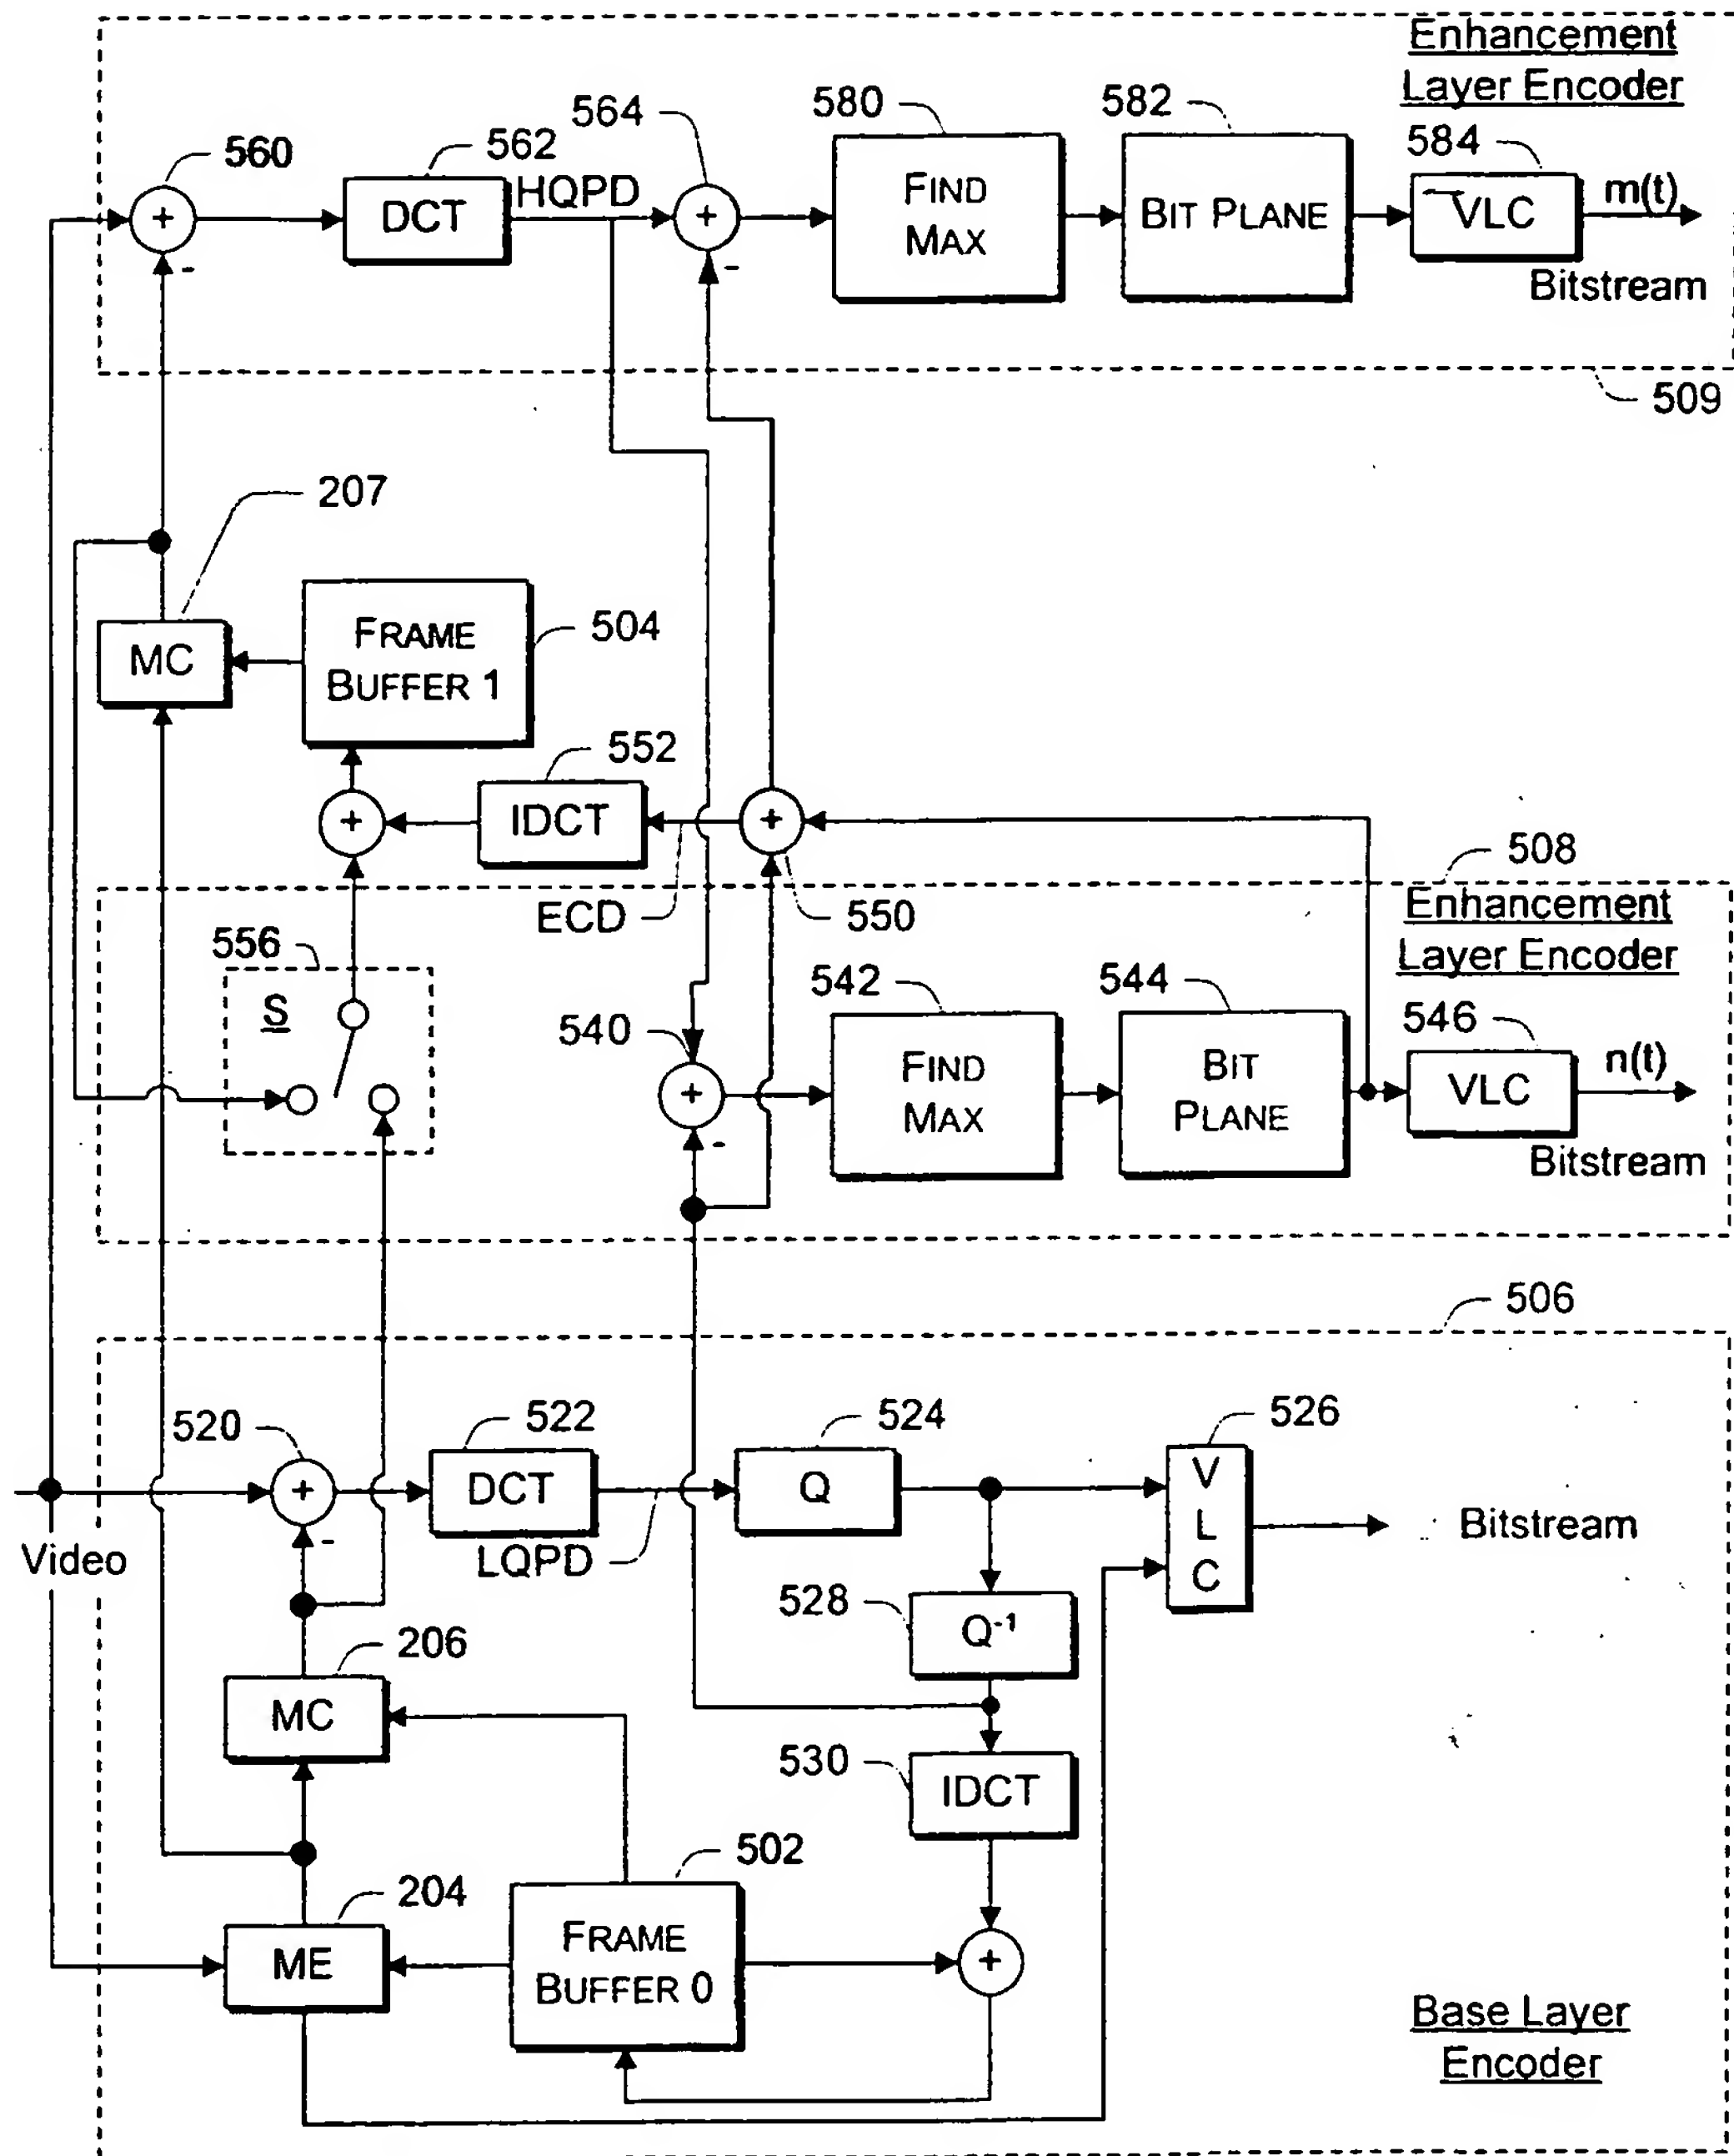 Enhancement
Layer Encoder
560
562
564
580
582
584
+
DCT
HQPD
+
FIND
MAX
BIT PLANE
VLC
m(t)
-
-
Bitstream
509
207
MC
FRAME
BUFFER 1
504
552
+
IDCT
+
508
ECD
550
Enhancement
Layer Encoder
556
S
540
542
544
546
+
FIND
MAX
BIT
PLANE
VLC
n(t)
-
Bitstream
506
520
522
524
526
+
DCT
Q
V
L
C
Bitstream
Video
-
LQPD
528
Q-1
206
MC
530
IDCT
502
204
ME
FRAME
BUFFER 0
+
Base Layer
Encoder